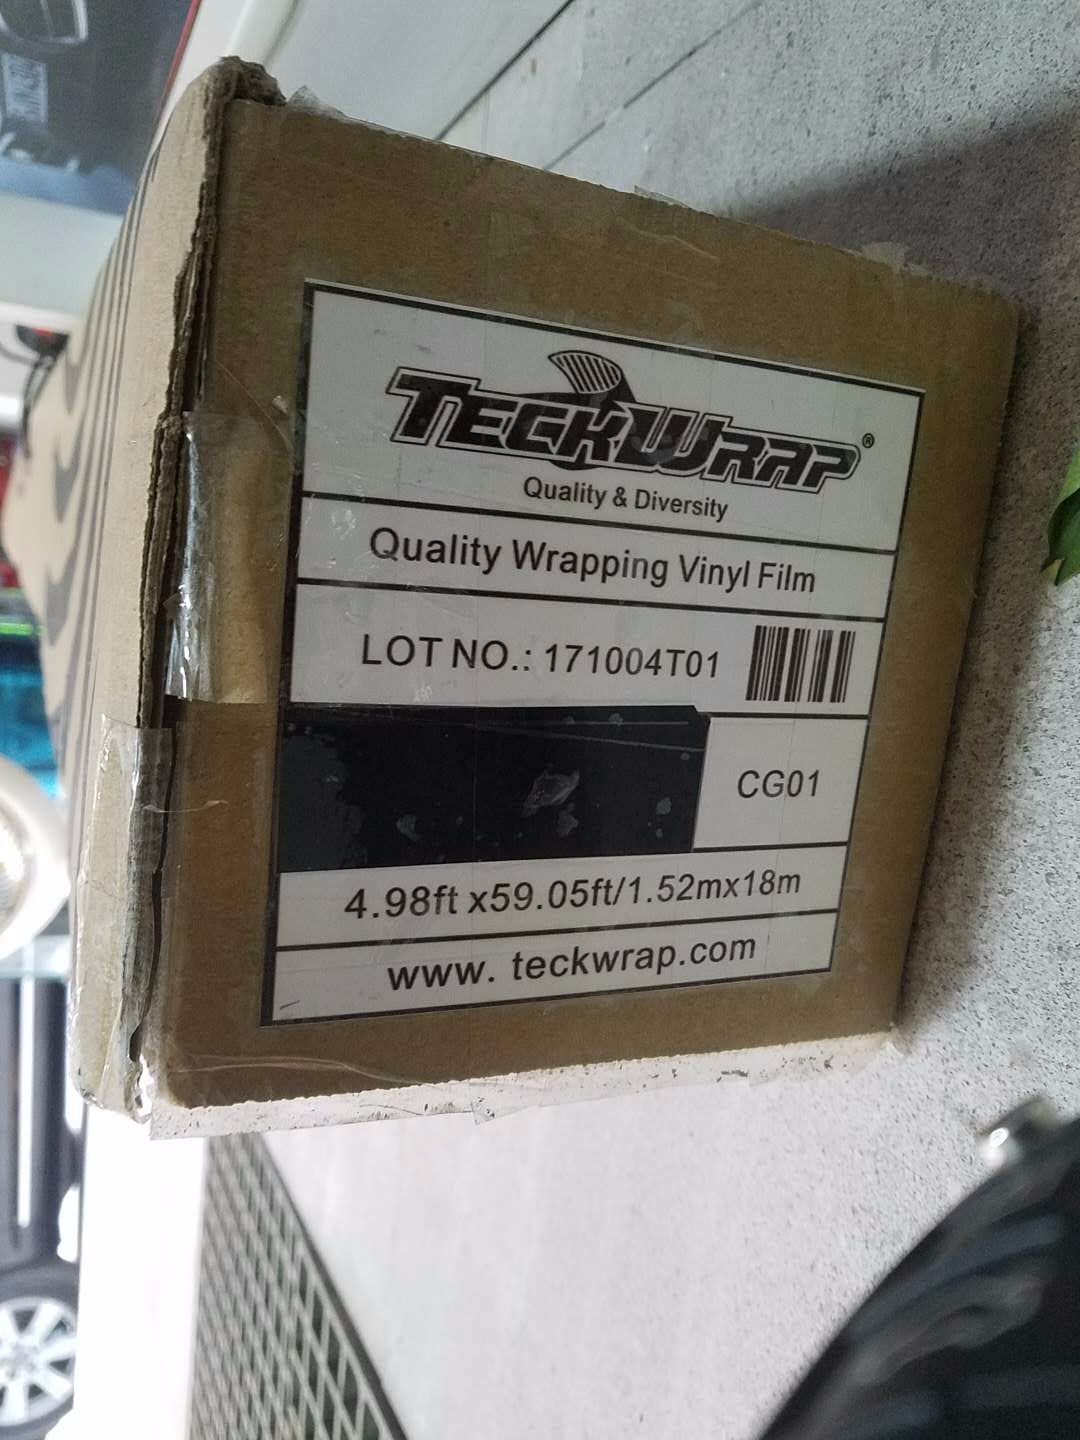 TECKWRAP®
Quality & Diversity
Quality Wrapping Vinyl Film
LOT NO.: 171004T01
CG01
4.98ft x59.05ft/1.52mx18m
www. teckwrap.com